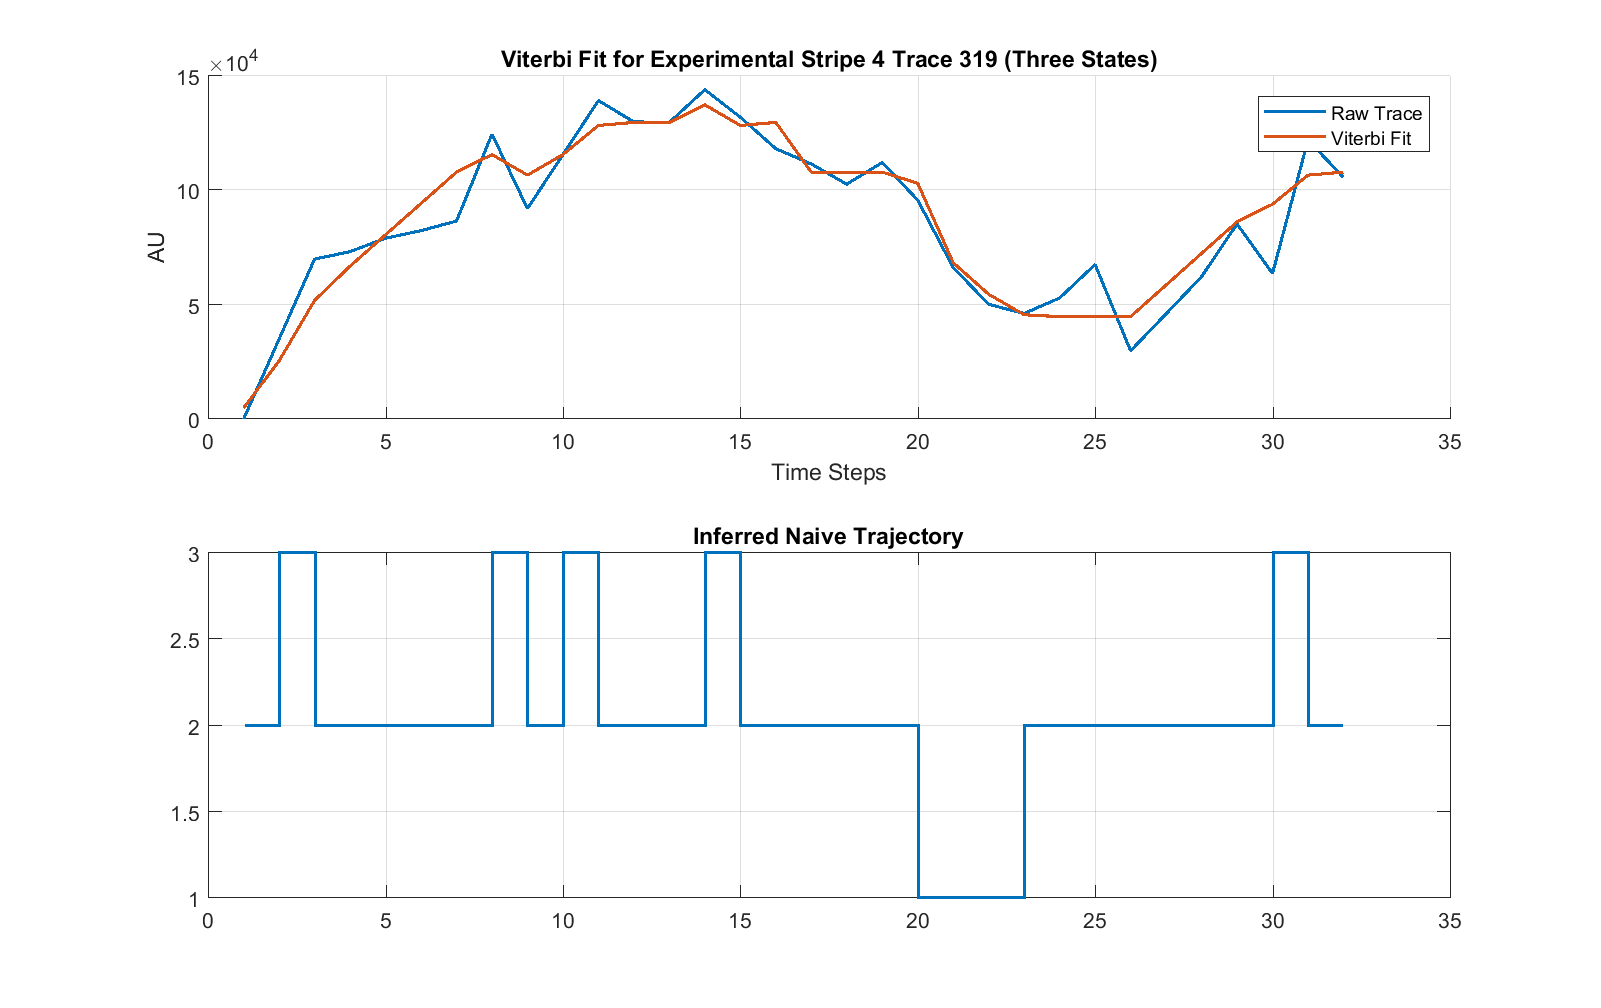 Viterbi Fit for Experimental Stripe 4 Trace 319 (Three States)
×10^4
15
10
5
0
AU
Raw Trace
Viterbi Fit
0 5 10 15 20 25 30 35
Time Steps
Inferred Naive Trajectory
3
2.5
2
1.5
1
0 5 10 15 20 25 30 35